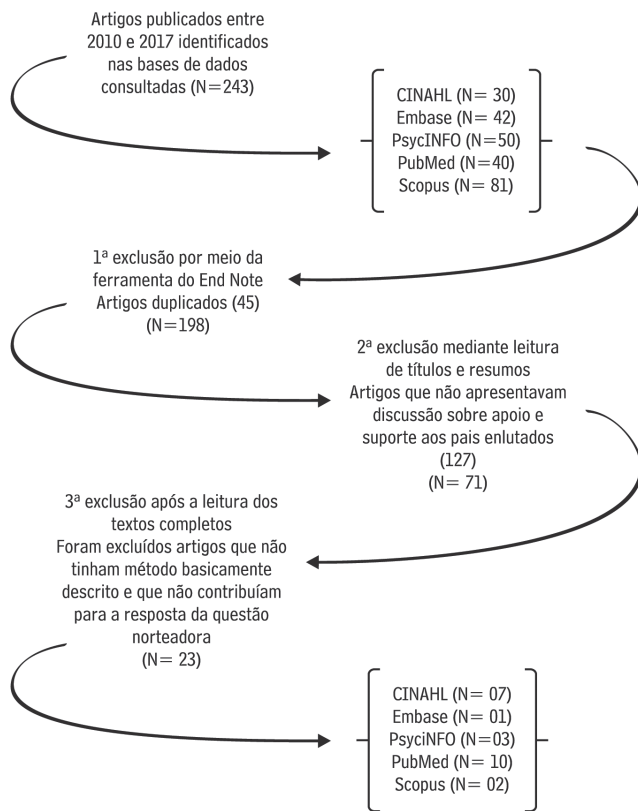 Artigos publicados entre
2010 e 2017 identificados
nas bases de dados
consultadas (N=243)
CINAHL (N= 30)
Embase (N= 42)
PsycINFO (N=50)
PubMed (N=40)
Scopus (N= 81)
1ª exclusão por meio da
ferramenta do End Note
Artigos duplicados (45)
(N=198)
2ª exclusão mediante leitura
de títulos e resumos
Artigos que não apresentavam
discussão sobre apoio e
suporte aos pais enlutados
(127)
(N= 71)
3ª exclusão após a leitura dos
textos completos
Foram excluídos artigos que não
tinham método basicamente
descrito e que não contribuíam
para a resposta da questão
norteadora
(N= 23)
CINAHL (N= 07)
Embase (N= 01)
PsyciNFO (N=03)
PubMed (N= 10)
Scopus (N= 02)